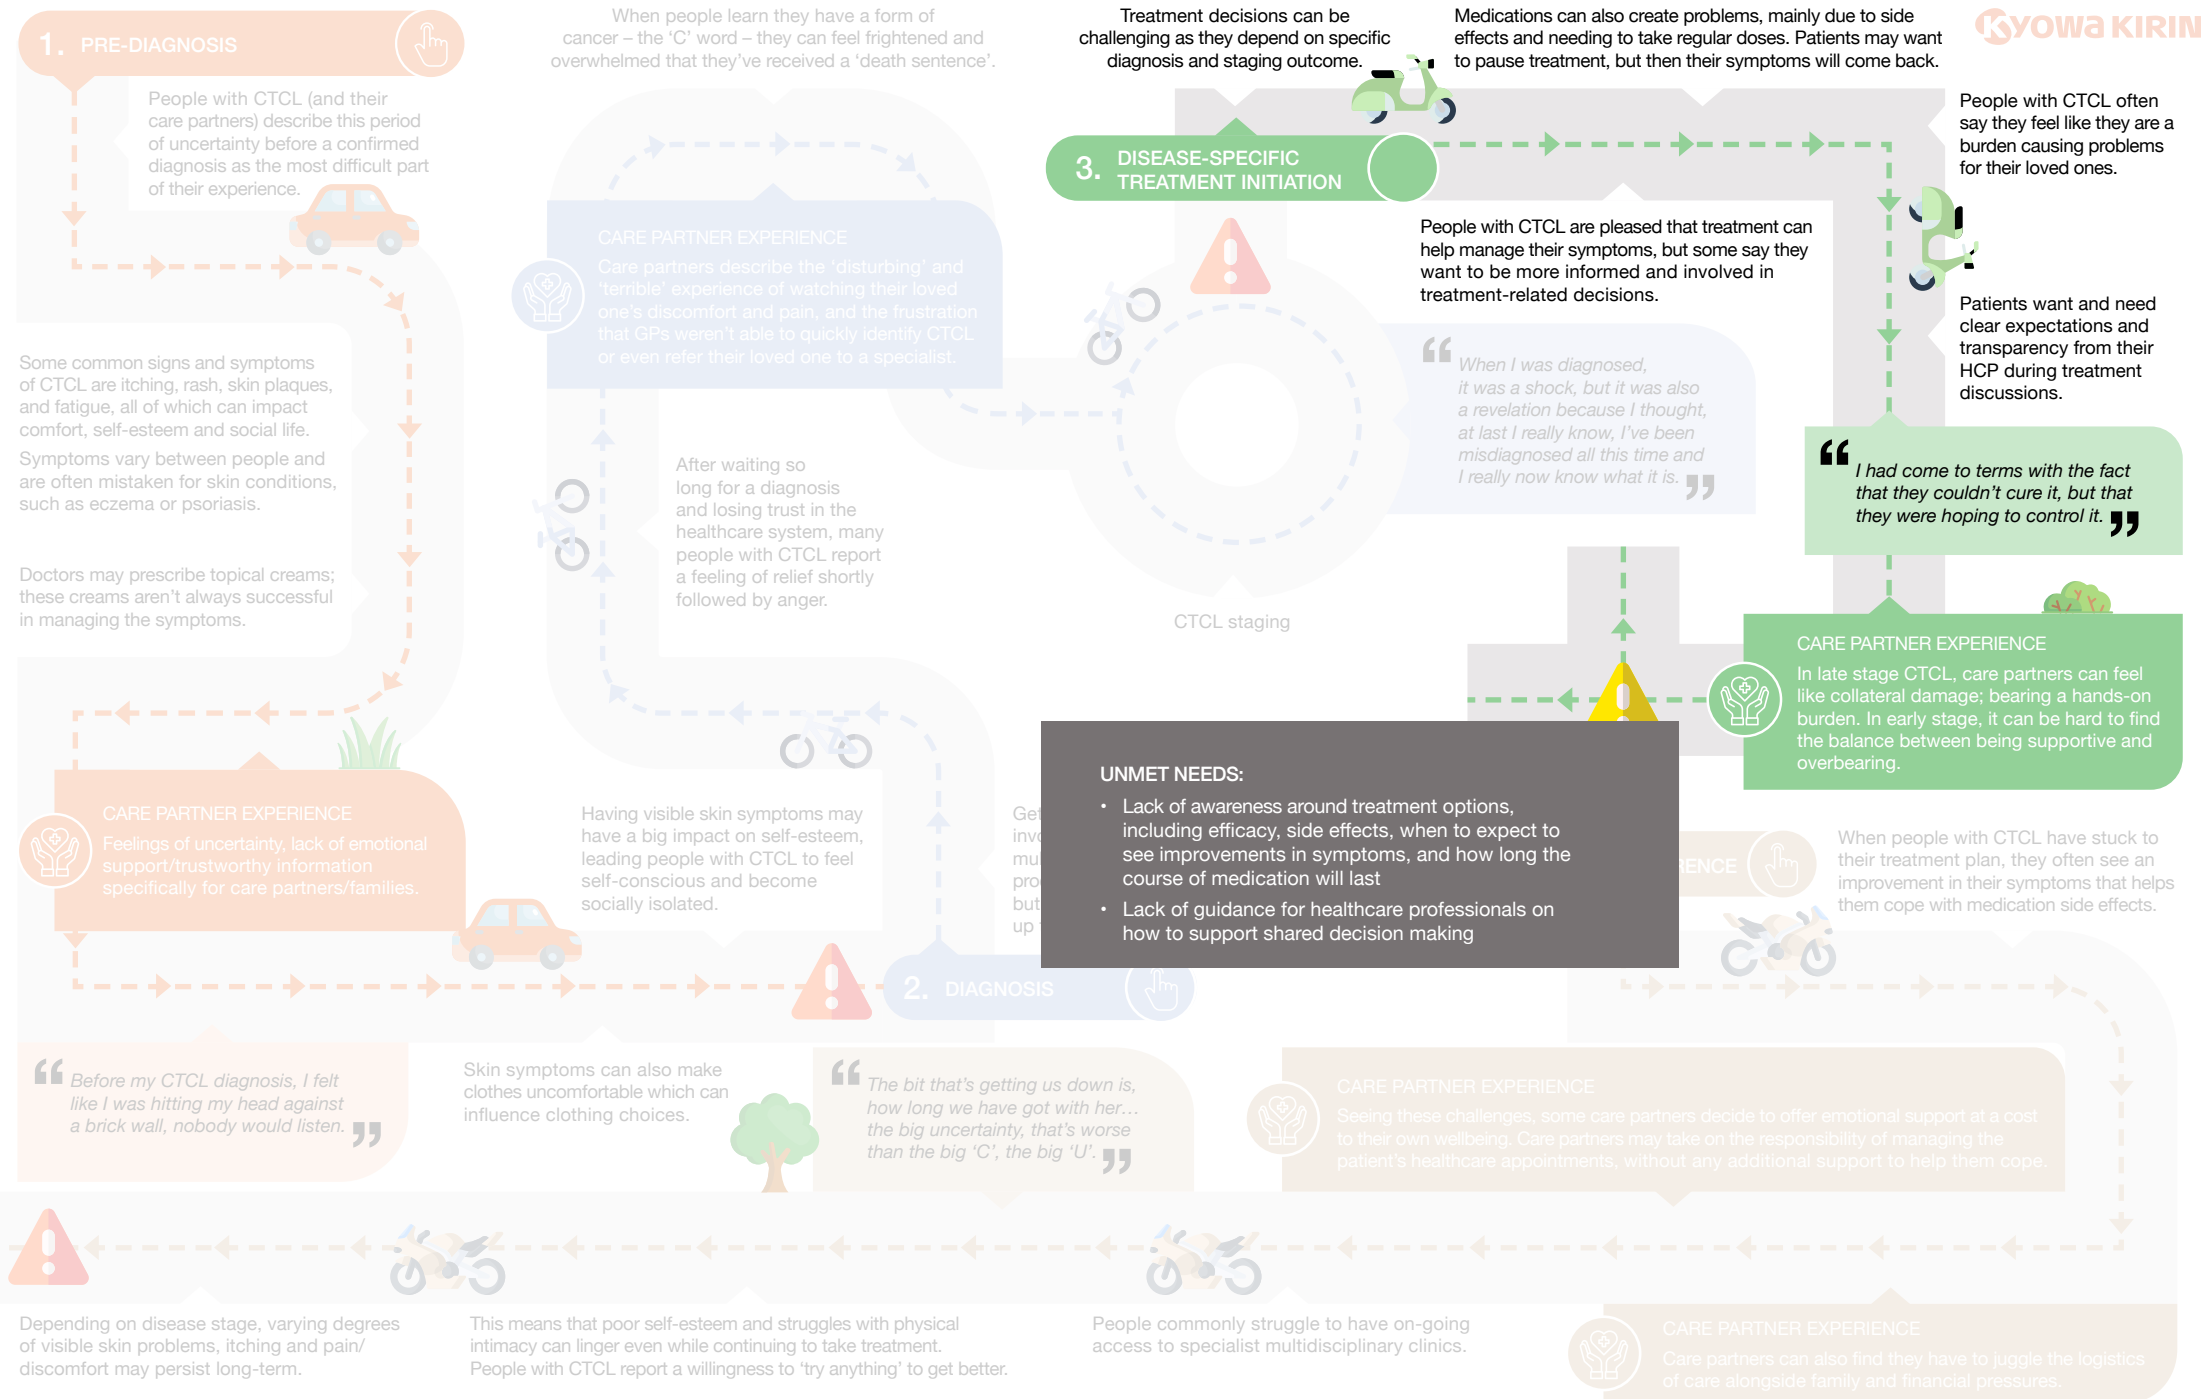 1. PRE-DIAGNOSIS
People with CTCL (and their
care partners) describe this period
of uncertainty before a confirmed
diagnosis as the most difficult part
of their experience.
Some common signs and symptoms
of CTCL are itching, rash, skin plaques,
and fatigue, all of which can impact
comfort, self-esteem and social life.
Symptoms vary between people and
are often mistaken for skin conditions,
such as eczema or psoriasis.
Doctors may prescribe topical creams;
these creams aren't always successful
in managing the symptoms.
CARE PARTNER EXPERIENCE
Feelings of uncertainty, lack of emotional
support/trustworthy information
specifically for care partners/families.
“ Before my CTCL diagnosis, I felt
like I was hitting my head against
a brick wall, nobody would listen. ”
Skin symptoms can also make
clothes uncomfortable which can
influence clothing choices.
Having visible skin symptoms may
have a big impact on self-esteem,
leading people with CTCL to feel
self-conscious and become
socially isolated.
2. DIAGNOSIS
After waiting so
long for a diagnosis
and losing trust in the
healthcare system, many
people with CTCL report
a feeling of relief shortly
followed by anger.
CARE PARTNER EXPERIENCE
Care partners describe the ‘disturbing’ and
‘terrible’ experience of watching their loved
one's discomfort and pain, and the frustration
that GPs weren't able to quickly identify CTCL
or even refer their loved one to a specialist.
When people learn they have a form of
cancer – the ‘C’ word – they can feel frightened and
overwhelmed that they've received a ‘death sentence’.
CTCL staging
“ When I was diagnosed,
it was a shock, but it was also
a revelation because I thought,
at last I really know, I've been
misdiagnosed all this time and
I really now know what it is. ”
3. DISEASE-SPECIFIC
TREATMENT INITIATION
Treatment decisions can be
challenging as they depend on specific
diagnosis and staging outcome.
Medications can also create problems, mainly due to side
effects and needing to take regular doses. Patients may want
to pause treatment, but then their symptoms will come back.
KYOWA KIRIN
People with CTCL often
say they feel like they are a
burden causing problems
for their loved ones.
People with CTCL are pleased that treatment can
help manage their symptoms, but some say they
want to be more informed and involved in
treatment-related decisions.
Patients want and need
clear expectations and
transparency from their
HCP during treatment
discussions.
“ I had come to terms with the fact
that they couldn't cure it, but that
they were hoping to control it. ”
CARE PARTNER EXPERIENCE
In late stage CTCL, care partners can feel
like collateral damage; bearing a hands-on
burden. In early stage, it can be hard to find
the balance between being supportive and
overbearing.
UNMET NEEDS:
• Lack of awareness around treatment options,
including efficacy, side effects, when to expect to
see improvements in symptoms, and how long the
course of medication will last
• Lack of guidance for healthcare professionals on
how to support shared decision making
When people with CTCL have stuck to
their treatment plan, they often see an
improvement in their symptoms that helps
them cope with medication side effects.
CARE PARTNER EXPERIENCE
Seeing these challenges, some care partners decide to offer emotional support at a cost
to their own wellbeing. Care partners may take on the responsibility of managing the
patient's healthcare appointments, without any additional support to help them cope.
“ The bit that's getting us down is,
how long we have got with her…
the big uncertainty, that's worse
than the big ‘C’, the big ‘U’. ”
Depending on disease stage, varying degrees
of visible skin problems, itching and pain/
discomfort may persist long-term.
This means that poor self-esteem and struggles with physical
intimacy can linger even while continuing to take treatment.
People with CTCL report a willingness to ‘try anything’ to get better.
People commonly struggle to have on-going
access to specialist multidisciplinary clinics.
CARE PARTNER EXPERIENCE
Care partners can also find they have to juggle the logistics
of care alongside family and financial pressures.